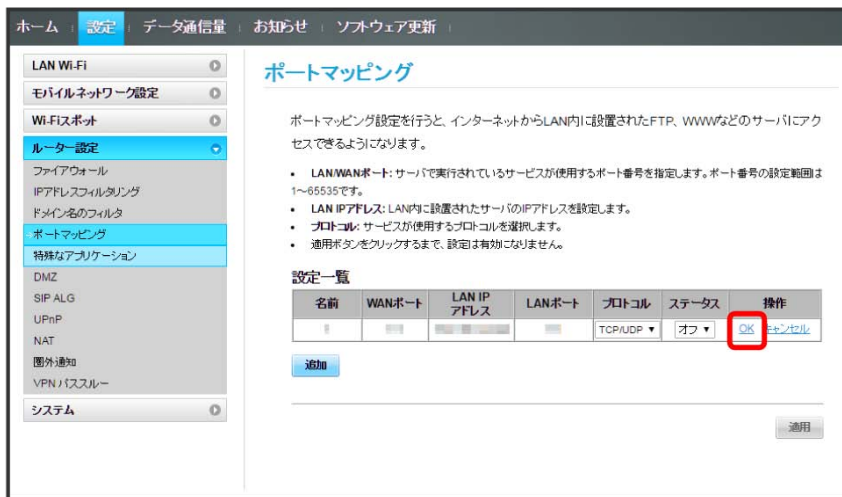 ホーム 設定 データ通信量 お知らせ ソフトウェア更新
LAN Wi-Fi
モバイルネットワーク設定
Wi-Fiスポット
ルーター設定
ファイアウォール
IPアドレスフィルタリング
ドメイン名のフィルタ
ポートマッピング
特殊なアプリケーション
DMZ
SIP ALG
UPnP
NAT
圏外通知
VPN パススルー
システム
ポートマッピング
ポートマッピング設定を行うと、インターネットからLAN内に設置されたFTP、WWWなどのサーバにアク
セスできるようになります。
• LAN/WANポート: サーバで実行されているサービスが使用するポート番号を指定します。ポート番号の設定範囲は
1~65535です。
• LAN IPアドレス: LAN内に設置されたサーバのIPアドレスを設定します。
• プロトコル: サービスが使用するプロトコルを選択します。
• 適用ボタンをクリックするまで、設定は有効になりません。
設定一覧
名前 WANポート LAN IP アドレス LANポート プロトコル ステータス 操作
TCP/UDP オフ OK キャンセル
追加
適用